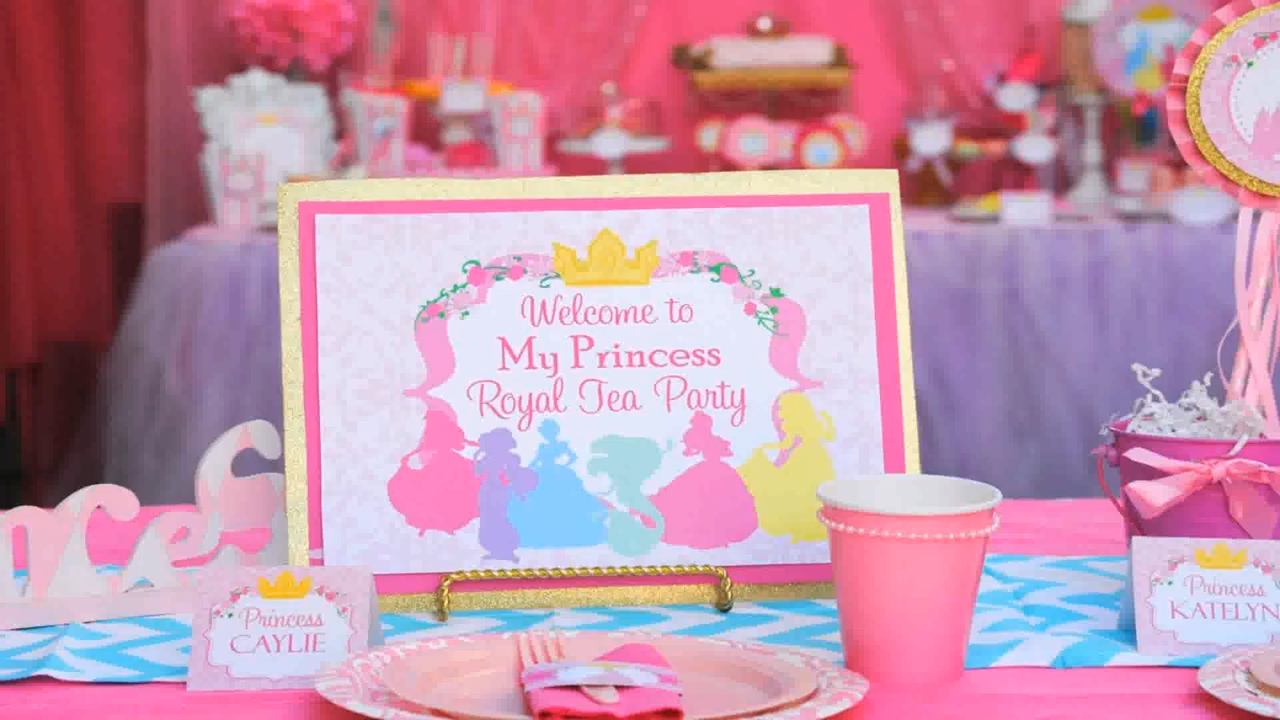 Welcome to
My Princess
Royal Tea Party
Princess
CAYLIE
Princess
KATELYN